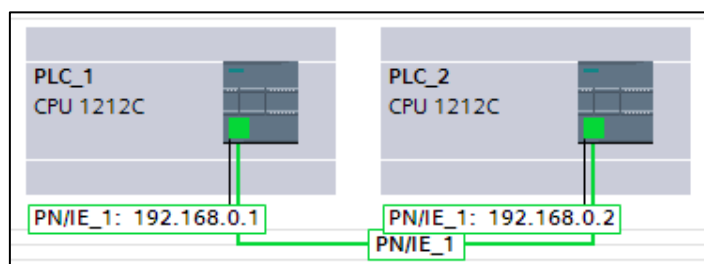 PLC_1
CPU 1212C
PLC_2
CPU 1212C
PN/IE_1: 192.168.0.1
PN/IE_1: 192.168.0.2
PN/IE_1